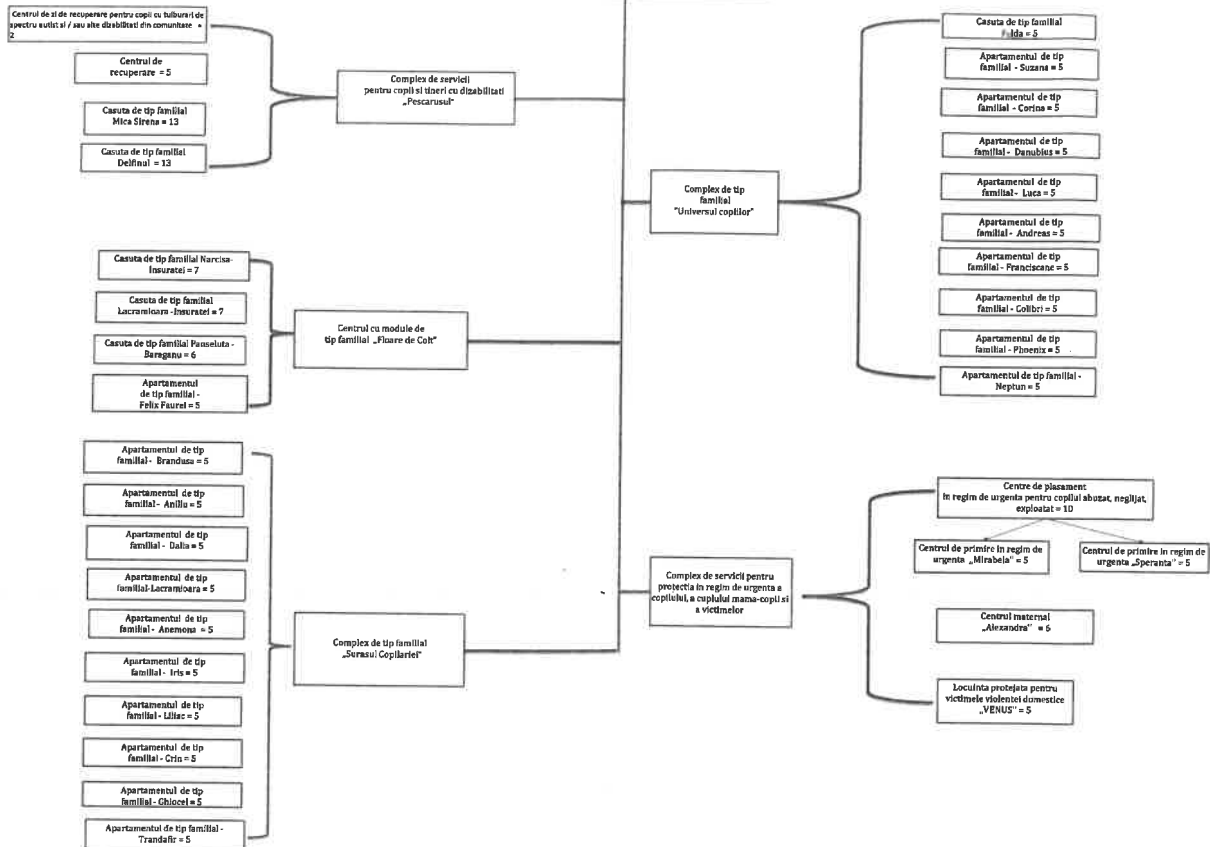 Centrul de zi de recuperare pentru copii cu tulburari de
spectru autist si / sau alte dizabilitati din comunitate =
2
Centrul de
recuperare = 5
Casuta de tip familial
Mica Sirena = 13
Casuta de tip familial
Delfinul = 13
Complex de servicii
pentru copii si tineri cu dizabilitati
„Pescarusul"
Casuta de tip familial Narcisa-
Insuratei = 7
Casuta de tip familial
Lacramioara -Insuratei = 7
Casuta de tip familial Panseluta -
Baraganu = 6
Apartamentul
de tip familial -
Felix Faurei = 5
Centrul cu module de
tip familial „Floare de Colt"
Apartamentul de tip
familial - Brandusa = 5
Apartamentul de tip
familial - Aniliu = 5
Apartamentul de tip
familial - Dalia = 5
Apartamentul de tip
familial-Lacramioara = 5
Apartamentul de tip
familial - Anemona = 5
Apartamentul de tip
familial - Iris = 5
Apartamentul de tip
familial - Liliac = 5
Apartamentul de tip
familial - Crin = 5
Apartamentul de tip
familial - Ghiocel = 5
Apartamentul de tip familial -
Trandafir = 5
Complex de tip familial
„Surasul Copilariei"
Complex de tip
familial
"Universul copiilor"
Casuta de tip familial
= 5
Apartamentul de tip
familial - Suzana = 5
Apartamentul de tip
familial - Corina = 5
Apartamentul de tip
familial - Danubius = 5
Apartamentul de tip
familial - Luca = 5
Apartamentul de tip
familial - Andreas = 5
Apartamentul de tip
familial - Franciscane = 5
Apartamentul de tip
familial - Colibri = 5
Apartamentul de tip
familial - Phoenix = 5
Apartamentul de tip familial -
Neptun = 5
Complex de servicii pentru
protectia in regim de urgenta a
copilului, a cuplului mama-copil si
a victimelor
Centre de plasament
in regim de urgenta pentru copilul abuzat, neglijat,
exploatat = 10
Centrul de primire in regim de
urgenta „Mirabela" = 5
Centrul de primire in regim de
urgenta „Speranta" = 5
Centrul maternal
„Alexandra" = 6
Locuinta protejata pentru
victimele violentei domestice
„VENUS" = 5